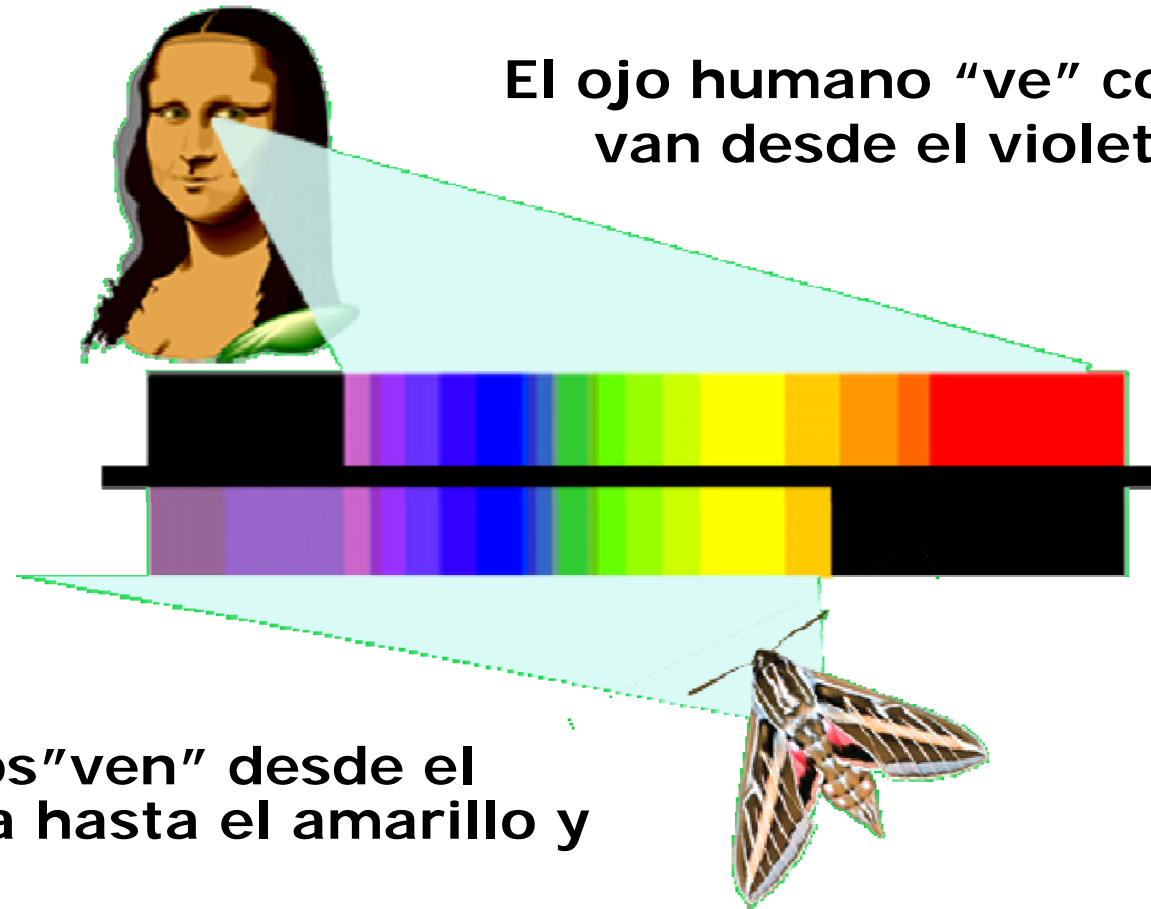 El ojo humano “ve” co
van desde el violet
os”ven” desde el
a hasta el amarillo y